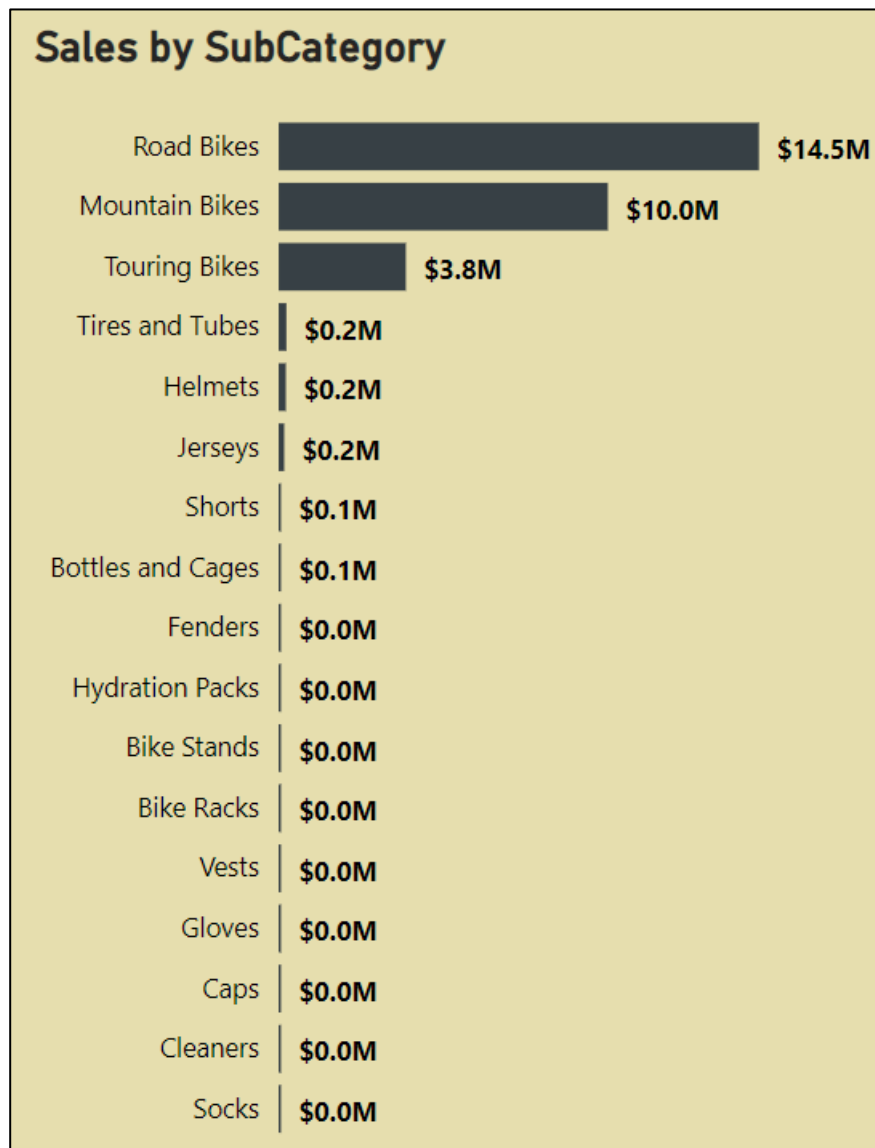 Sales by SubCategory
Road Bikes $14.5M
Mountain Bikes $10.0M
Touring Bikes $3.8M
Tires and Tubes $0.2M
Helmets $0.2M
Jerseys $0.2M
Shorts $0.1M
Bottles and Cages $0.1M
Fenders $0.0M
Hydration Packs $0.0M
Bike Stands $0.0M
Bike Racks $0.0M
Vests $0.0M
Gloves $0.0M
Caps $0.0M
Cleaners $0.0M
Socks $0.0M